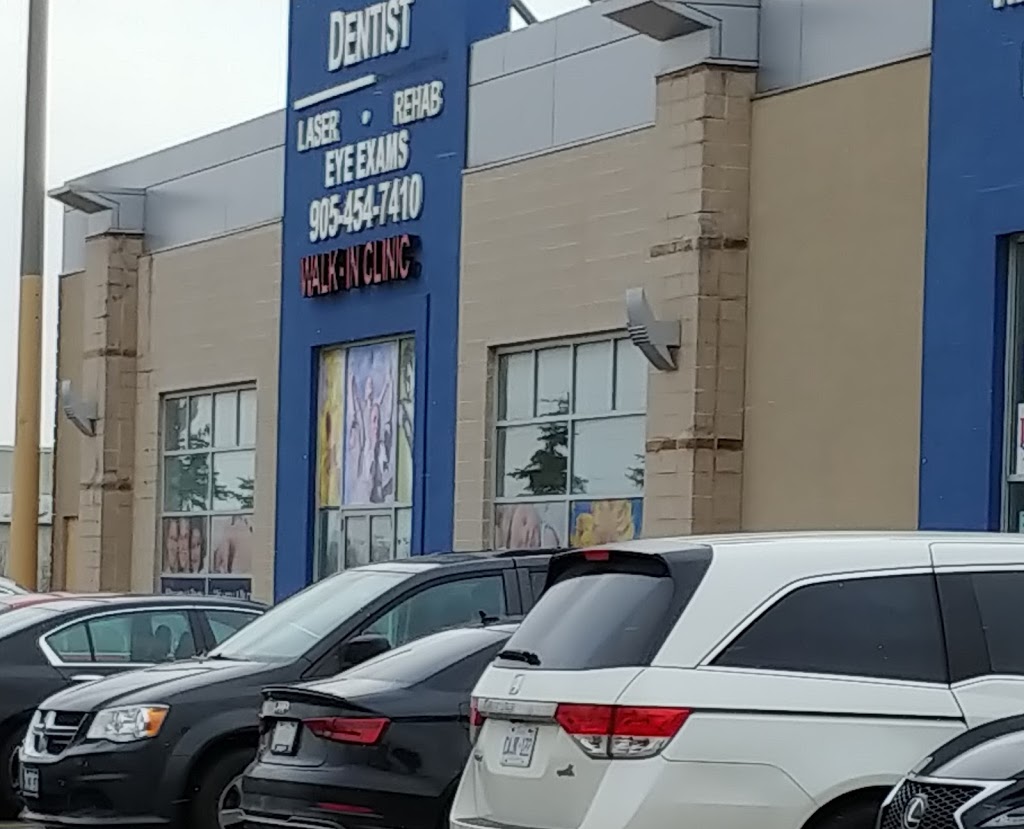 DENTIST
LASER • REHAB
EYE EXAMS
905-454-7410
WALK-IN CLINIC